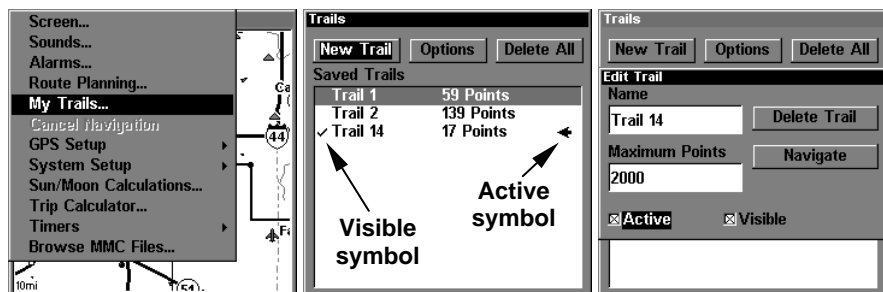 Screen...
Sounds...
Alarms...
Route Planning...
My Trails...
Cancel Navigation
GPS Setup
System Setup
Sun/Moon Calculations...
Trip Calculator...
Timers
Browse MMC Files...
10mi
51
Ca
44
Fa
Trails
New Trail Options Delete All
Saved Trails
Trail 1 59 Points
Trail 2 139 Points
Trail 14 17 Points
Visible symbol
Active symbol
Trails
New Trail Options Delete All
Edit Trail
Name
Trail 14 Delete Trail
Maximum Points Navigate
2000
Active Visible